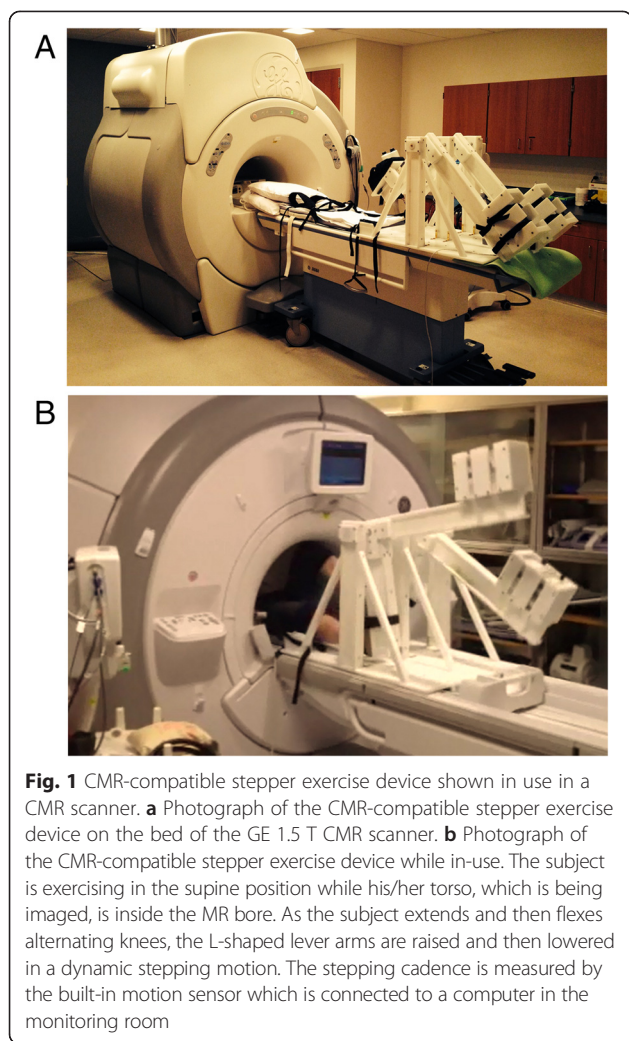 A
B
Fig. 1 CMR-compatible stepper exercise device shown in use in a
CMR scanner. a Photograph of the CMR-compatible stepper exercise
device on the bed of the GE 1.5 T CMR scanner. b Photograph of
the CMR-compatible stepper exercise device while in-use. The subject
is exercising in the supine position while his/her torso, which is being
imaged, is inside the MR bore. As the subject extends and then flexes
alternating knees, the L-shaped lever arms are raised and then lowered
in a dynamic stepping motion. The stepping cadence is measured by
the built-in motion sensor which is connected to a computer in the
monitoring room